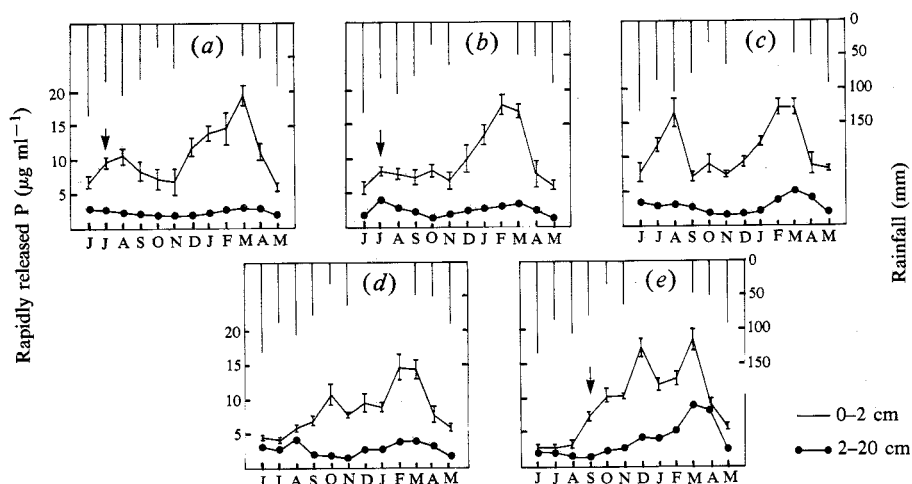 (a)
(b)
(c)
0
50
100
150
20
15
10
5
J J A S O N D J F M A M
J J A S O N D J F M A M
J J A S O N D J F M A M
Rapidly released P (μg ml⁻¹)
Rainfall (mm)
(d)
(e)
0
50
100
150
20
15
10
5
J J A S O N D J F M A M
J J A S O N D J F M A M
0–2 cm
2–20 cm